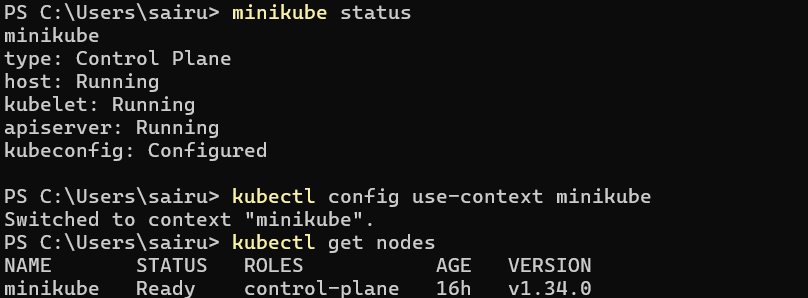 PS C:\Users\sairu> minikube status
minikube
type: Control Plane
host: Running
kubelet: Running
apiserver: Running
kubeconfig: Configured
PS C:\Users\sairu> kubectl config use-context minikube
Switched to context "minikube".
PS C:\Users\sairu> kubectl get nodes
NAME       STATUS   ROLES           AGE   VERSION
minikube   Ready    control-plane   16h   v1.34.0